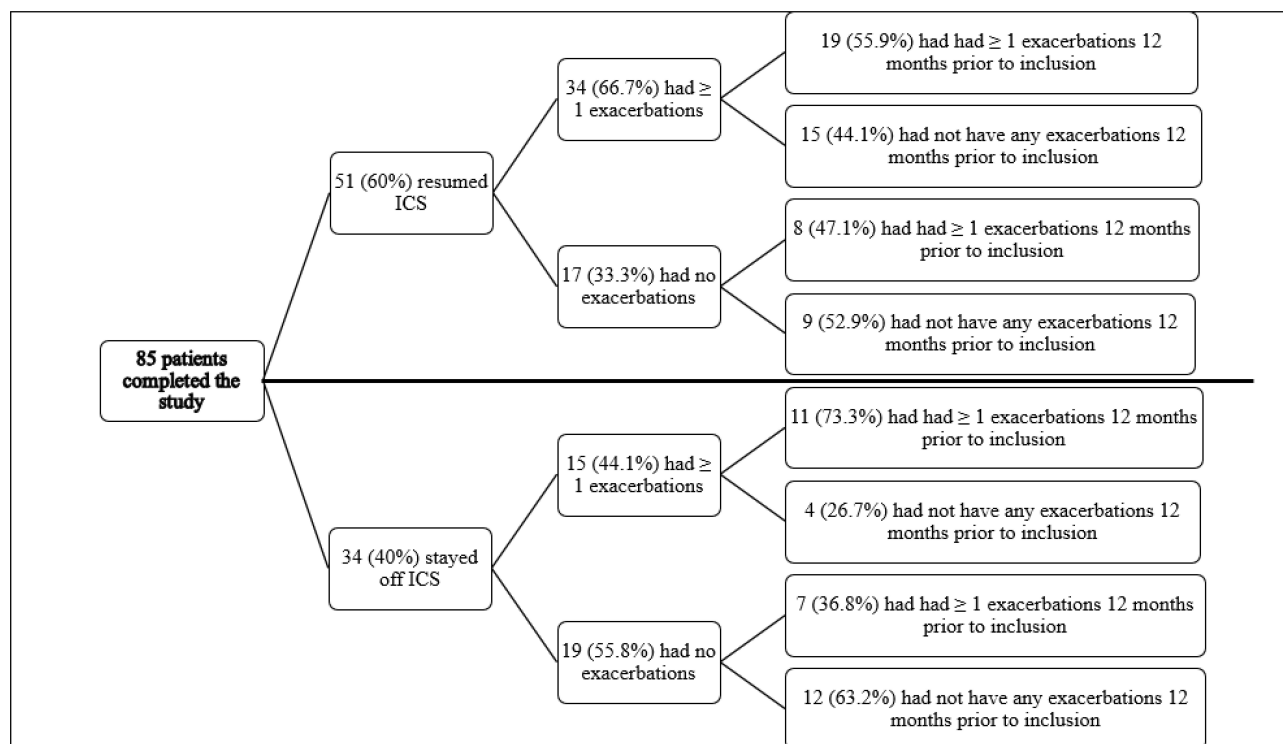 85 patients
completed the
study
51 (60%) resumed
ICS
34 (66.7%) had ≥
1 exacerbations
19 (55.9%) had had ≥ 1 exacerbations 12
months prior to inclusion
15 (44.1%) had not have any exacerbations 12
months prior to inclusion
17 (33.3%) had no
exacerbations
8 (47.1%) had had ≥ 1 exacerbations 12 months
prior to inclusion
9 (52.9%) had not have any exacerbations 12
months prior to inclusion
34 (40%) stayed
off ICS
15 (44.1%) had ≥
1 exacerbations
11 (73.3%) had had ≥ 1 exacerbations 12 months
prior to inclusion
4 (26.7%) had not have any exacerbations 12
months prior to inclusion
19 (55.8%) had no
exacerbations
7 (36.8%) had had ≥ 1 exacerbations 12 months
prior to inclusion
12 (63.2%) had not have any exacerbations 12
months prior to inclusion